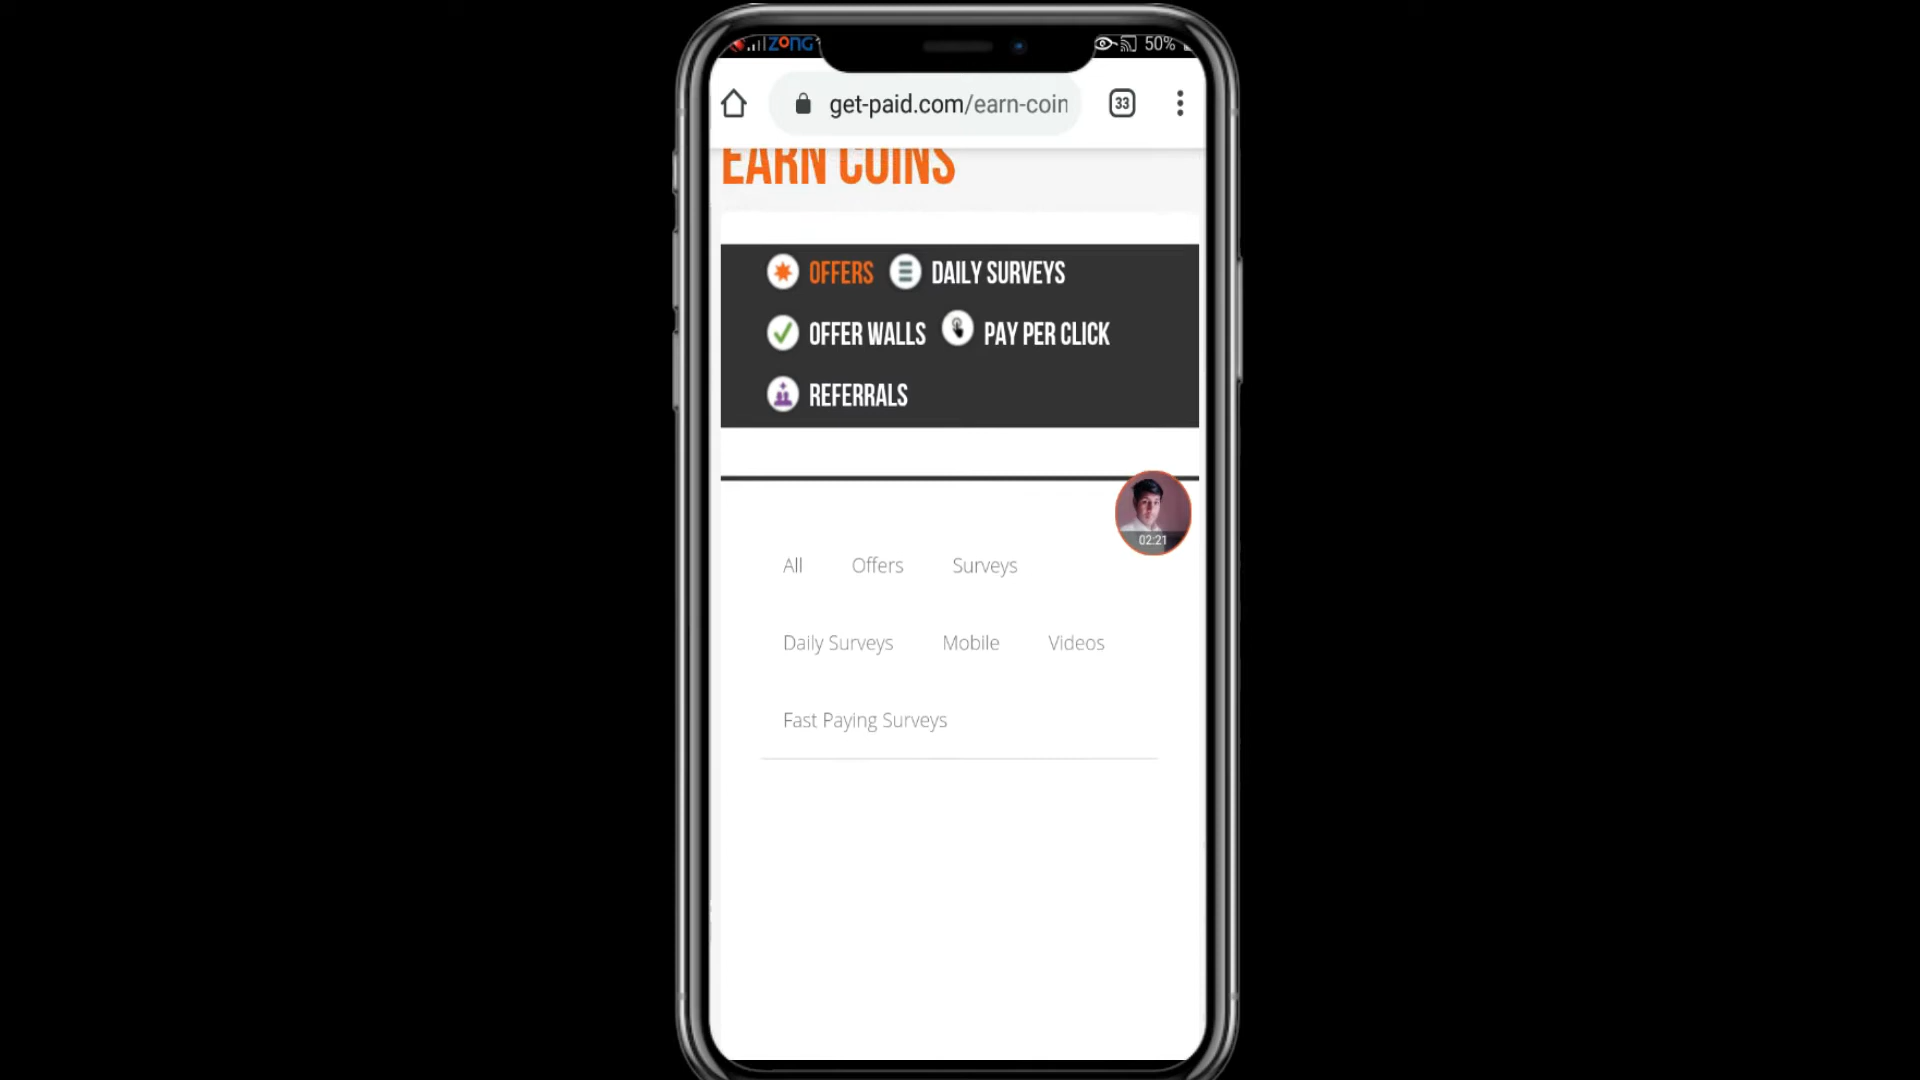 ZONG 50%
get-paid.com/earn-coin 33
EARN COINS
OFFERS DAILY SURVEYS
OFFER WALLS PAY PER CLICK
REFERRALS
02:21
All Offers Surveys
Daily Surveys Mobile Videos
Fast Paying Surveys